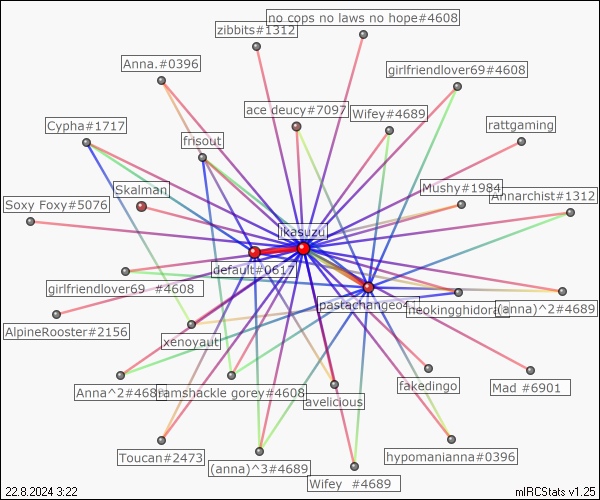 no cops no laws no hope#4608
zibbits#1312
Anna.#0396
girlfriendlover69#4608
ace deucy#7097
Wifey#4689
Cypha#1717
rattgaming
frisout
Skalman
Mushy#1984
Annarchist#1312
Soxy Foxy#5076
ikasuzu
default#0617
girlfriendlover69 #4608
pastachangeo4
(anna)^2#4689
AlpineRooster#2156
xenoyaut
Anna^2#468
ramshackle gorey#4608
avelicious
fakedingo
Mad #6901
Toucan#2473
(anna)^3#4689
hypomanianna#0396
Wifey #4689
22.8.2024 3:22
mIRCStats v1.25